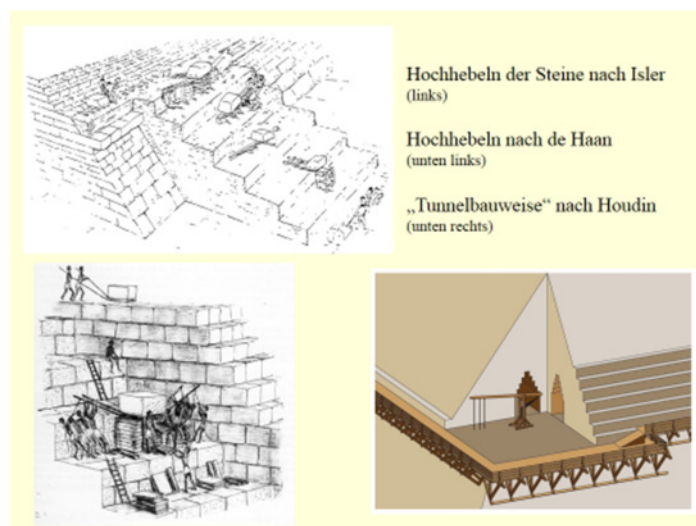 Hochhebeln der Steine nach Isler
(links)
Hochhebeln nach de Haan
(unten links)
„Tunnelbauweise“ nach Houdin
(unten rechts)